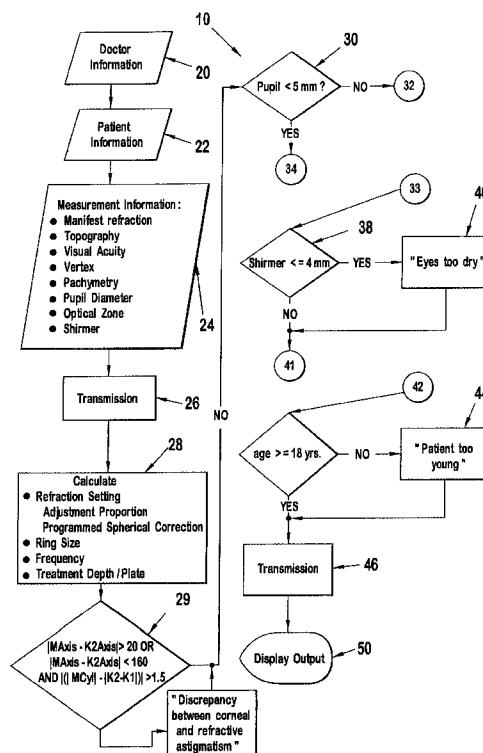 10
Doctor
Information
20
Patient
Information
22
Measurement Information:
● Manifest refraction
● Topography
● Visual Acuity
● Vertex
● Pachymetry
● Pupil Diameter
● Optical Zone
● Shirmer
24
Transmission
26
28
Calculate
● Refraction Setting
Adjustment Proportion
Programmed Spherical Correction
● Ring Size
● Frequency
● Treatment Depth/Plate
29
|MAxis - K2Axis|> 20 OR
|MAxis - K2Axis| < 160
AND |(| MCyl| - |K2-K1|)| >1.5
"Discrepancy
between corneal
and refractive
astigmatism"
NO
30
Pupil < 5 mm ?
NO
32
YES
34
33
38
Shirmer <= 4 mm
YES
"Eyes too dry"
NO
41
42
age >= 18 yrs.
NO
"Patient too
young"
YES
Transmission
46
Display Output
50